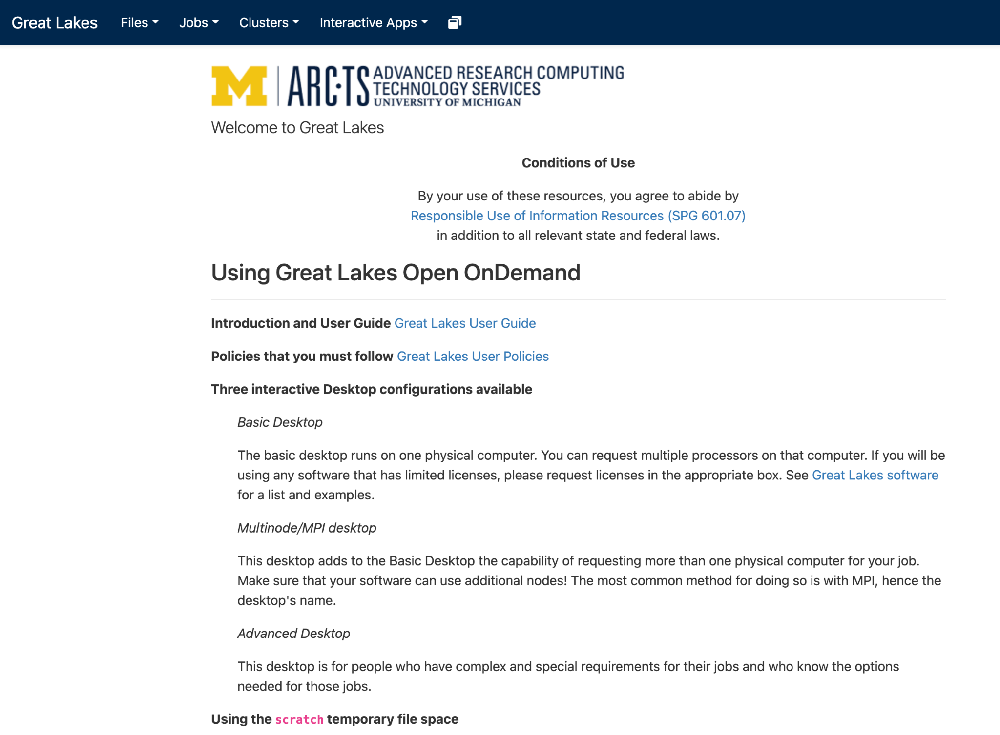 Great Lakes Files Jobs Clusters Interactive Apps
M ARC·TS ADVANCED RESEARCH COMPUTING
TECHNOLOGY SERVICES
UNIVERSITY OF MICHIGAN
Welcome to Great Lakes
Conditions of Use
By your use of these resources, you agree to abide by
Responsible Use of Information Resources (SPG 601.07)
in addition to all relevant state and federal laws.
Using Great Lakes Open OnDemand
Introduction and User Guide Great Lakes User Guide
Policies that you must follow Great Lakes User Policies
Three interactive Desktop configurations available
Basic Desktop
The basic desktop runs on one physical computer. You can request multiple processors on that computer. If you will be
using any software that has limited licenses, please request licenses in the appropriate box. See Great Lakes software
for a list and examples.
Multinode/MPI desktop
This desktop adds to the Basic Desktop the capability of requesting more than one physical computer for your job.
Make sure that your software can use additional nodes! The most common method for doing so is with MPI, hence the
desktop's name.
Advanced Desktop
This desktop is for people who have complex and special requirements for their jobs and who know the options
needed for those jobs.
Using the scratch temporary file space